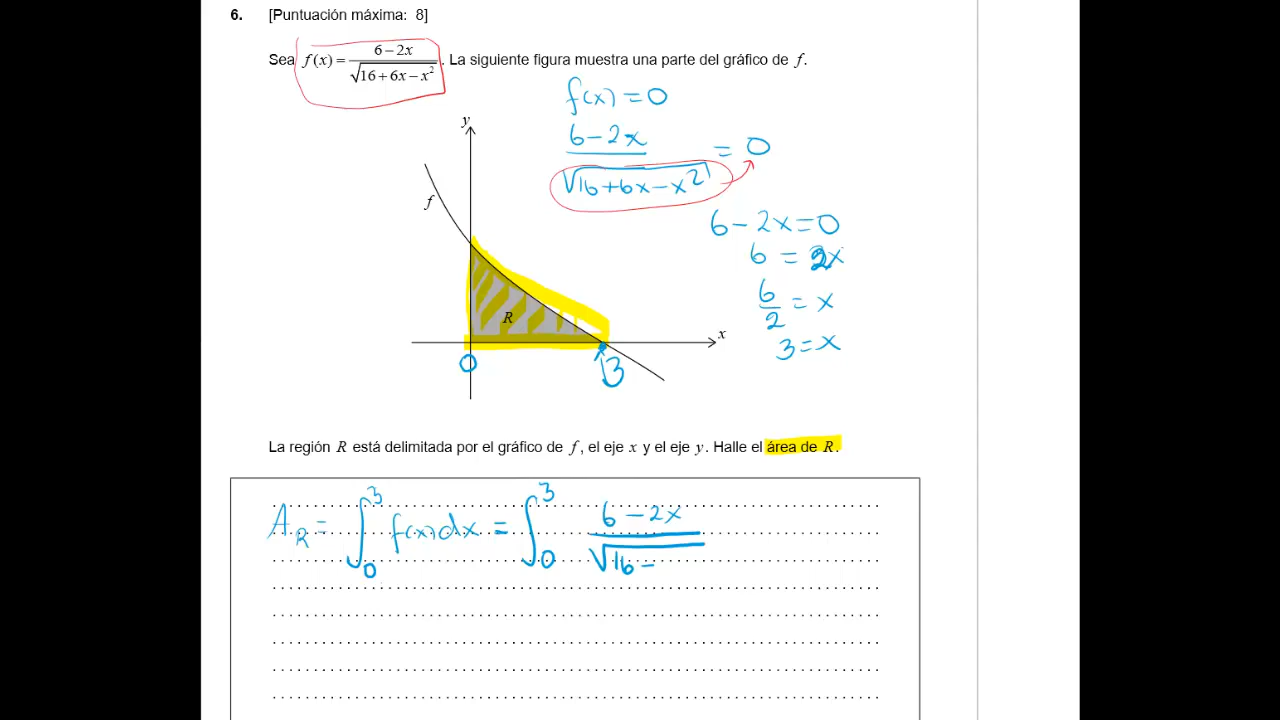 6. [Puntuación máxima: 8]
Sea f(x) = (6 − 2x)/√(16 + 6x − x²). La siguiente figura muestra una parte del gráfico de f.
f(x) = 0
(6 − 2x)/√(16 + 6x − x²) = 0
6 − 2x = 0
6 = 2x
6/2 = x
3 = x
y
f
R
x
0
3
La región R está delimitada por el gráfico de f, el eje x y el eje y. Halle el área de R.
A_R = ∫₀³ f(x)dx = ∫₀³ (6 − 2x)/√(16 −